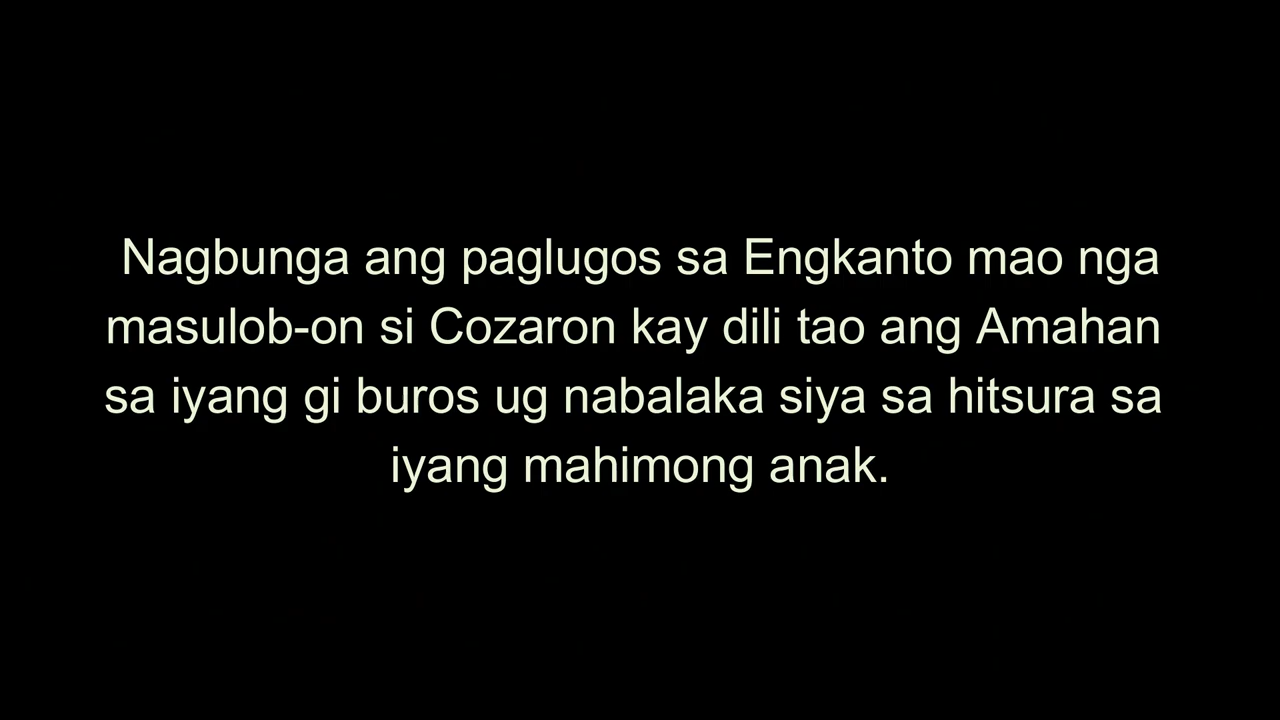 Nagbunga ang paglugos sa Engkanto mao nga
masulob-on si Cozaron kay dili tao ang Amahan
sa iyang gi buros ug nabalaka siya sa hitsura sa
iyang mahimong anak.